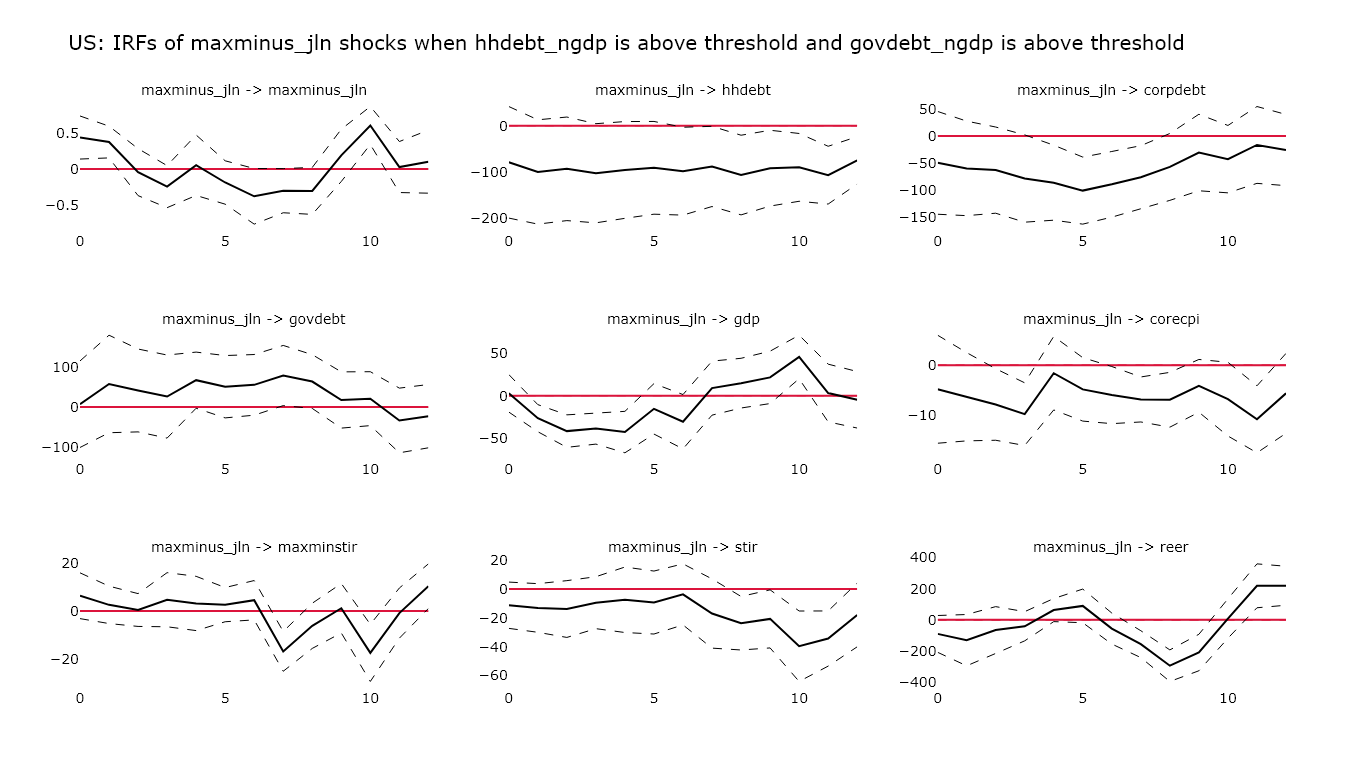 US: IRFs of maxminus_jln shocks when hhdebt_ngdp is above threshold and govdebt_ngdp is above threshold
maxminus_jln -> maxminus_jln
0.5
0
−0.5
0 5 10
maxminus_jln -> hhdebt
0
−100
−200
0 5 10
maxminus_jln -> corpdebt
50
0
−50
−100
−150
0 5 10
maxminus_jln -> govdebt
100
0
−100
0 5 10
maxminus_jln -> gdp
50
0
−50
0 5 10
maxminus_jln -> corecpi
0
−10
0 5 10
maxminus_jln -> maxminstir
20
0
−20
0 5 10
maxminus_jln -> stir
20
0
−20
−40
−60
0 5 10
maxminus_jln -> reer
400
200
0
−200
−400
0 5 10